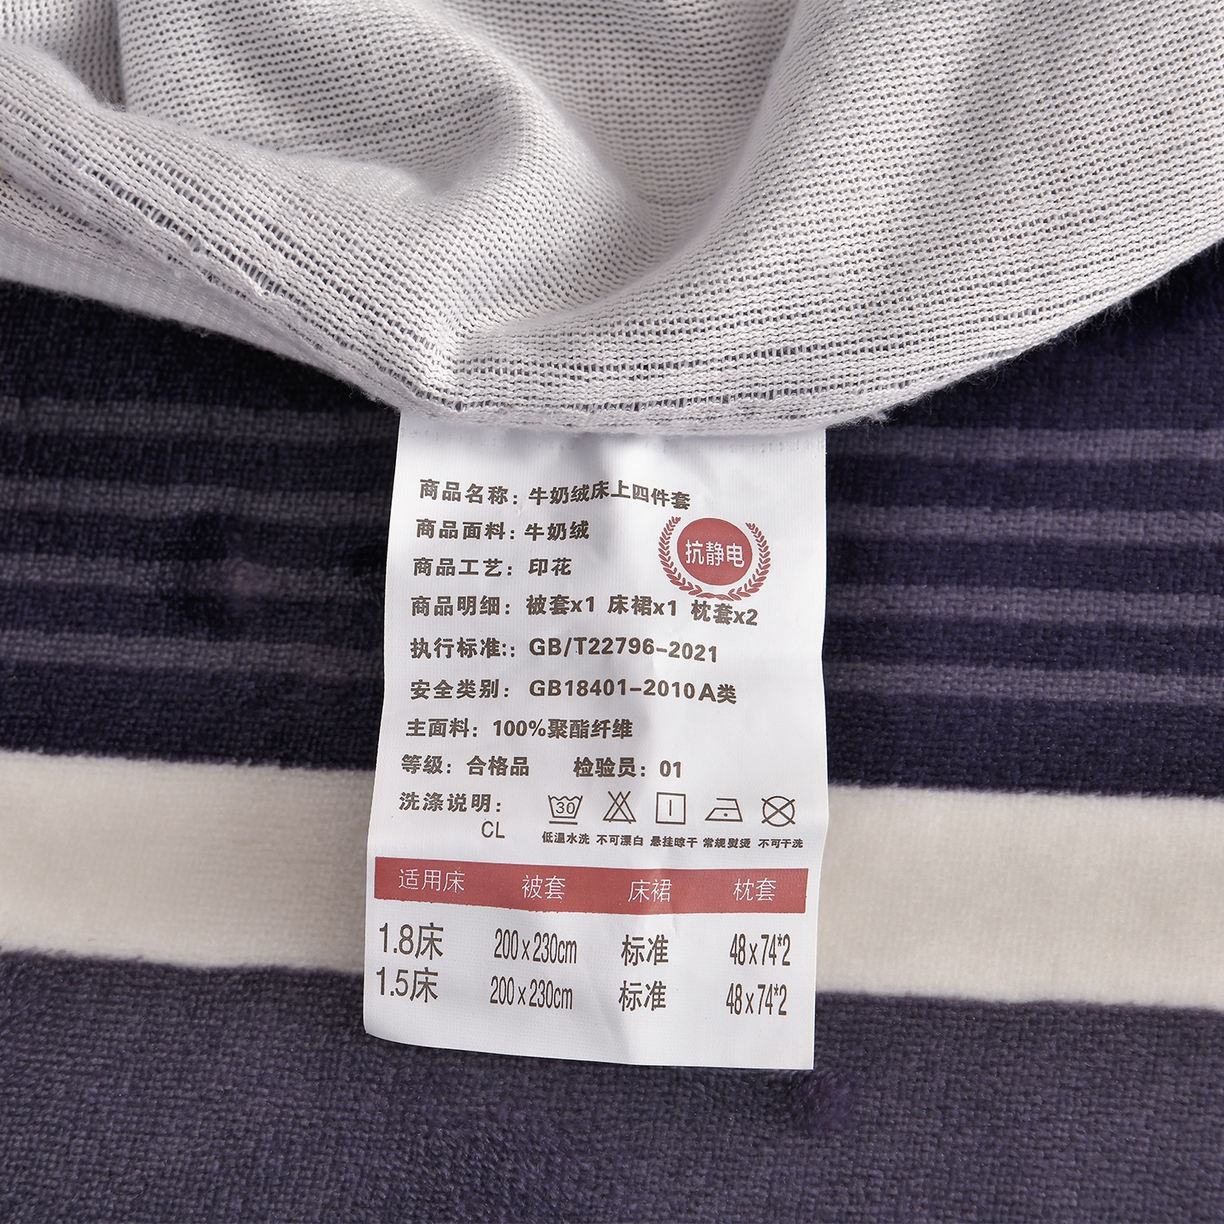 商品名称：牛奶绒床上四件套
商品面料：牛奶绒
抗静电
商品工艺：印花
商品明细：被套x1 床裙x1 枕套x2
执行标准:：GB/T22796-2021
安全类别：GB18401-2010A类
主面料：100%聚酯纤维
等级：合格品 检验员：01
洗涤说明：
30
CL
低温水洗 不可漂白 悬挂晾干 常规熨烫 不可干洗
适用床 被套 床裙 枕套
1.8床 200x230cm 标准 48x74*2
1.5床 200x230cm 标准 48x74*2